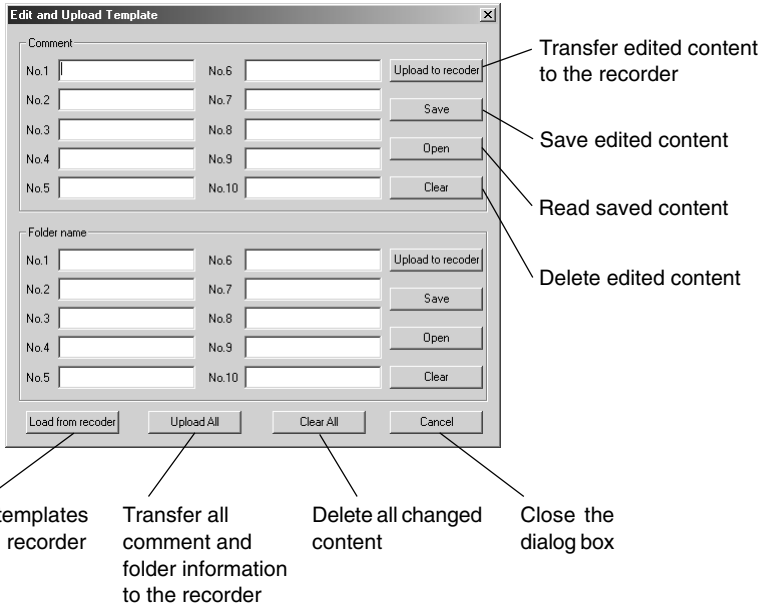 Edit and Upload Template
Comment
No.1 No.6 Upload to recoder
No.2 No.7 Save
No.3 No.8
No.4 No.9 Open
No.5 No.10 Clear
Folder name
No.1 No.6 Upload to recoder
No.2 No.7 Save
No.3 No.8
No.4 No.9 Open
No.5 No.10 Clear
Load from recoder Upload All Clear All Cancel
Transfer edited content
to the recorder
Save edited content
Read saved content
Delete edited content
templates
recorder
Transfer all
comment and
folder information
to the recorder
Delete all changed
content
Close the
dialog box